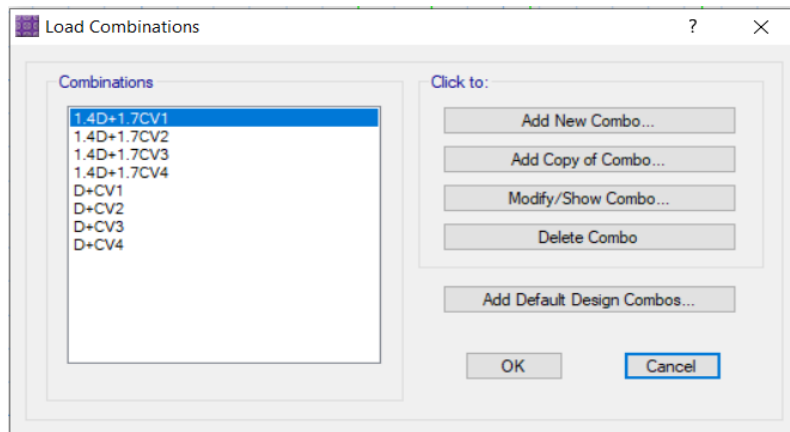 Load Combinations
?
Combinations
1.4D+1.7CV1
1.4D+1.7CV2
1.4D+1.7CV3
1.4D+1.7CV4
D+CV1
D+CV2
D+CV3
D+CV4
Click to:
Add New Combo...
Add Copy of Combo...
Modify/Show Combo...
Delete Combo
Add Default Design Combos...
OK
Cancel